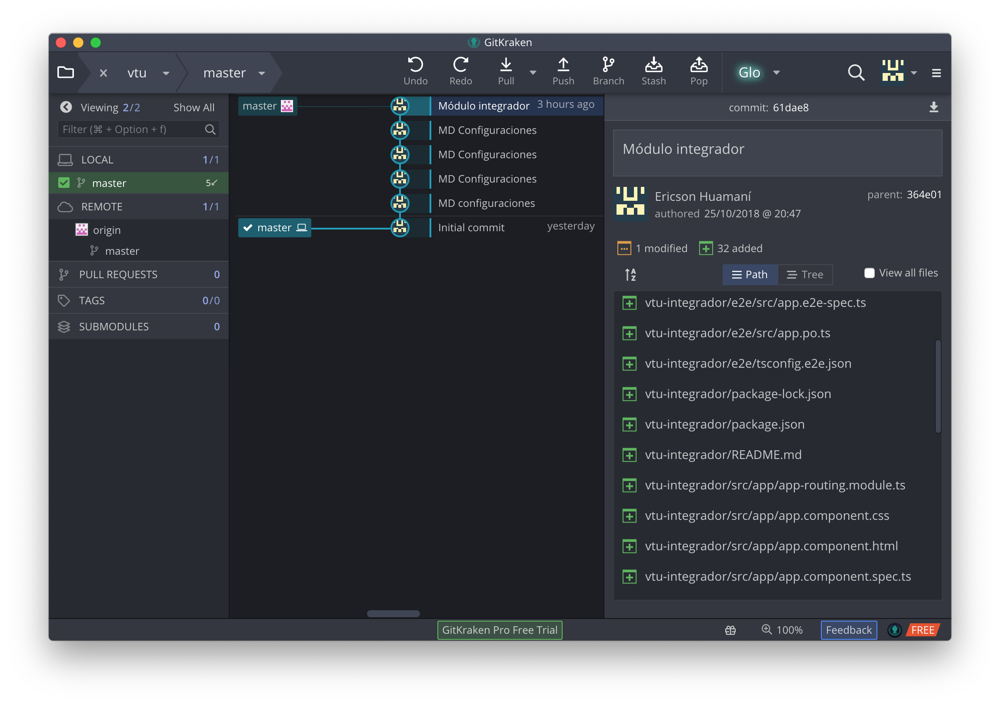 GitKraken
vtu
master
Undo
Redo
Pull
Push
Branch
Stash
Pop
Glo
Viewing 2/2
Show All
Filter (⌘ + Option + f)
LOCAL 1/1
master 5↙
REMOTE 1/1
origin
master
PULL REQUESTS 0
TAGS 0/0
SUBMODULES 0
master
Módulo integrador 3 hours ago
MD Configuraciones
MD Configuraciones
MD Configuraciones
MD configuraciones
master
Initial commit yesterday
commit: 61dae8
Módulo integrador
Ericson Huamaní
parent: 364e01
authored 25/10/2018 @ 20:47
1 modified
32 added
A
Z
Path
Tree
View all files
vtu-integrador/e2e/src/app.e2e-spec.ts
vtu-integrador/e2e/src/app.po.ts
vtu-integrador/e2e/tsconfig.e2e.json
vtu-integrador/package-lock.json
vtu-integrador/package.json
vtu-integrador/README.md
vtu-integrador/src/app/app-routing.module.ts
vtu-integrador/src/app/app.component.css
vtu-integrador/src/app/app.component.html
vtu-integrador/src/app/app.component.spec.ts
GitKraken Pro Free Trial
100%
Feedback
FREE